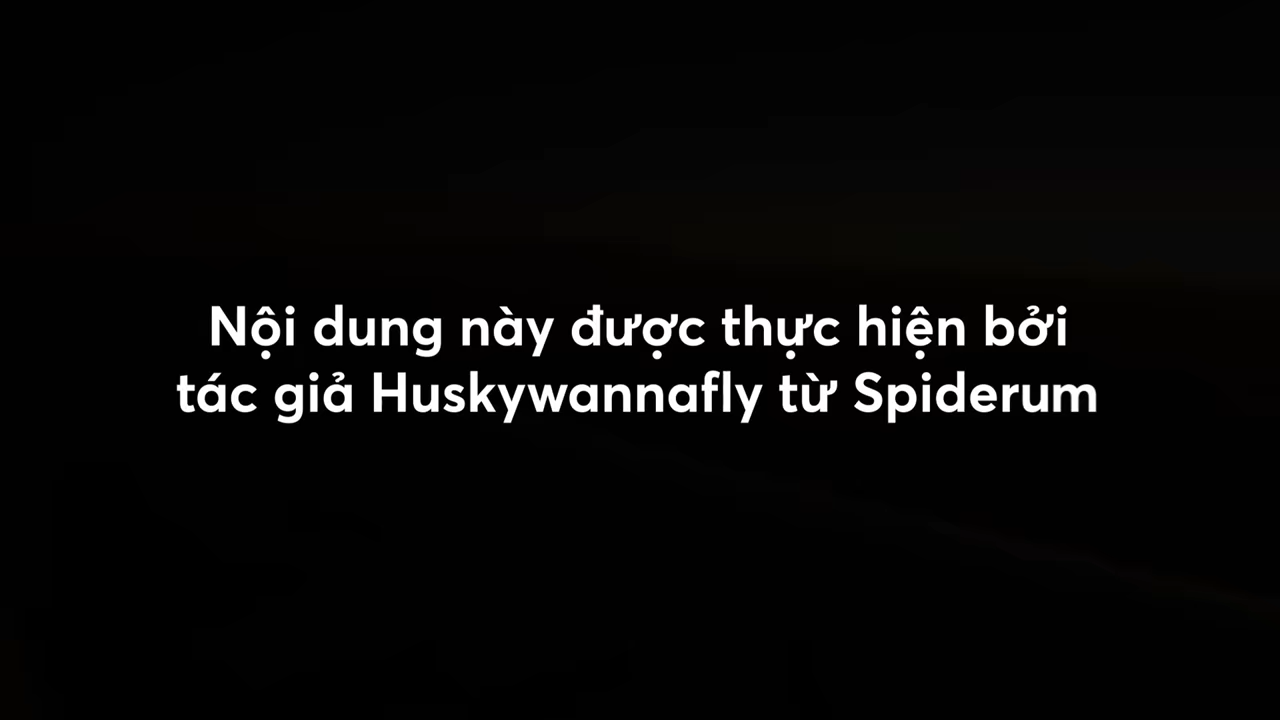 Nội dung này được thực hiện bởi
tác giả Huskywannafly từ Spiderum